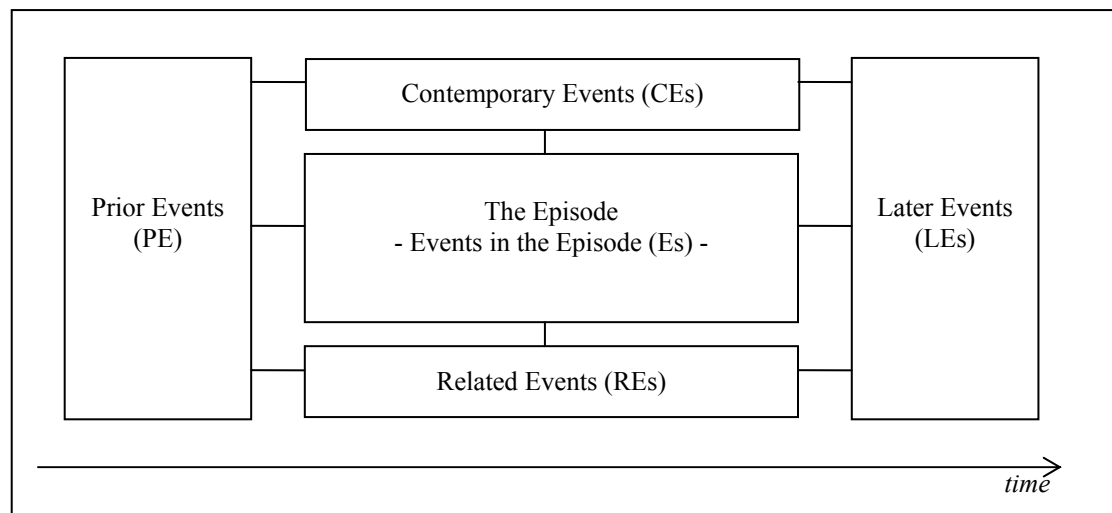 Contemporary Events (CEs)
Prior Events
(PE)
The Episode
- Events in the Episode (Es) -
Later Events
(LEs)
Related Events (REs)
time